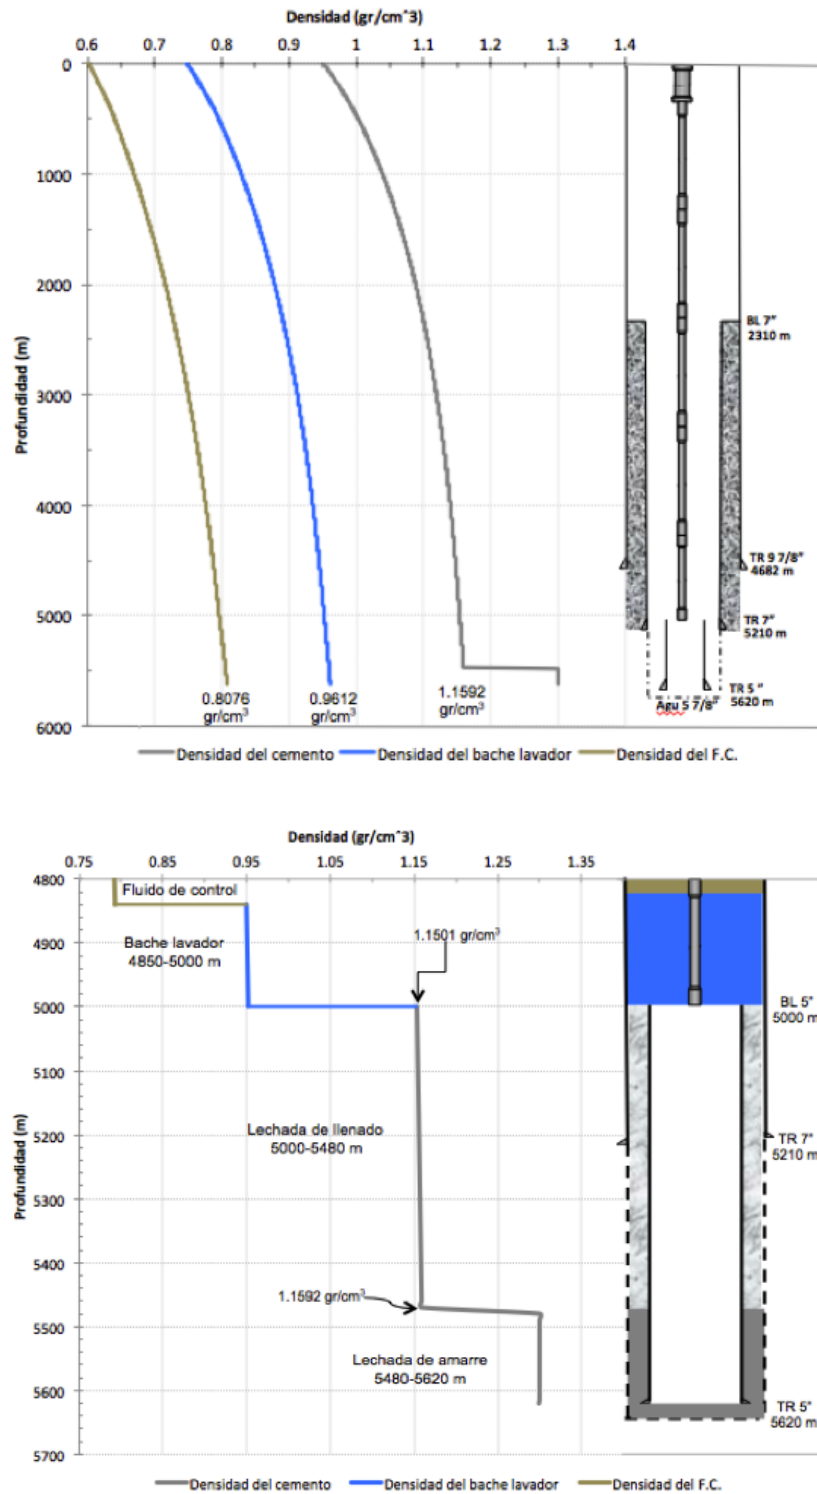 Densidad (gr/cm^3)
0.6 0.7 0.8 0.9 1 1.1 1.2 1.3 1.4
0
1000
2000
3000
4000
5000
6000
Profundidad (m)
BL 7"
2310 m
TR 9 7/8"
4682 m
TR 7"
5210 m
TR 5 "
5620 m
Agu 5 7/8"
0.8076
gr/cm³
0.9612
gr/cm³
1.1592
gr/cm³
Densidad del cemento Densidad del bache lavador Densidad del F.C.
Densidad (gr/cm^3)
0.75 0.85 0.95 1.05 1.15 1.25 1.35
4800
4900
5000
5100
5200
5300
5400
5500
5600
5700
Profundidad (m)
Fluido de control
Bache lavador
4850-5000 m
1.1501 gr/cm³
BL 5"
5000 m
Lechada de llenado
5000-5480 m
TR 7"
5210 m
1.1592 gr/cm³
Lechada de amarre
5480-5620 m
TR 5"
5620 m
Densidad del cemento Densidad del bache lavador Densidad del F.C.